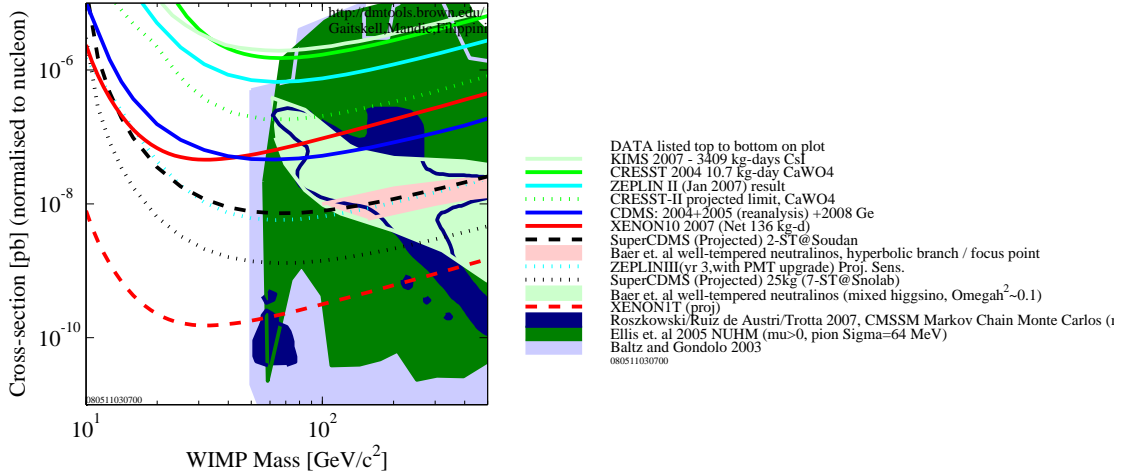 http://dmtools.brown.edu/
Gaitskell,Mandic,Filippini
10^-6
10^-8
10^-10
Cross-section [pb] (normalised to nucleon)
080511030700
10^1
10^2
WIMP Mass [GeV/c^2]
DATA listed top to bottom on plot
KIMS 2007 - 3409 kg-days CsI
CRESST 2004 10.7 kg-day CaWO4
ZEPLIN II (Jan 2007) result
CRESST-II projected limit, CaWO4
CDMS: 2004+2005 (reanalysis) +2008 Ge
XENON10 2007 (Net 136 kg-d)
SuperCDMS (Projected) 2-ST@Soudan
Baer et. al well-tempered neutralinos, hyperbolic branch / focus point
ZEPLINIII(yr 3,with PMT upgrade) Proj. Sens.
SuperCDMS (Projected) 25kg (7-ST@Snolab)
Baer et. al well-tempered neutralinos (mixed higgsino, Omegah^2~0.1)
XENON1T (proj)
Roszkowski/Ruiz de Austri/Trotta 2007, CMSSM Markov Chain Monte Carlos (
Ellis et. al 2005 NUHM (mu>0, pion Sigma=64 MeV)
Baltz and Gondolo 2003
080511030700